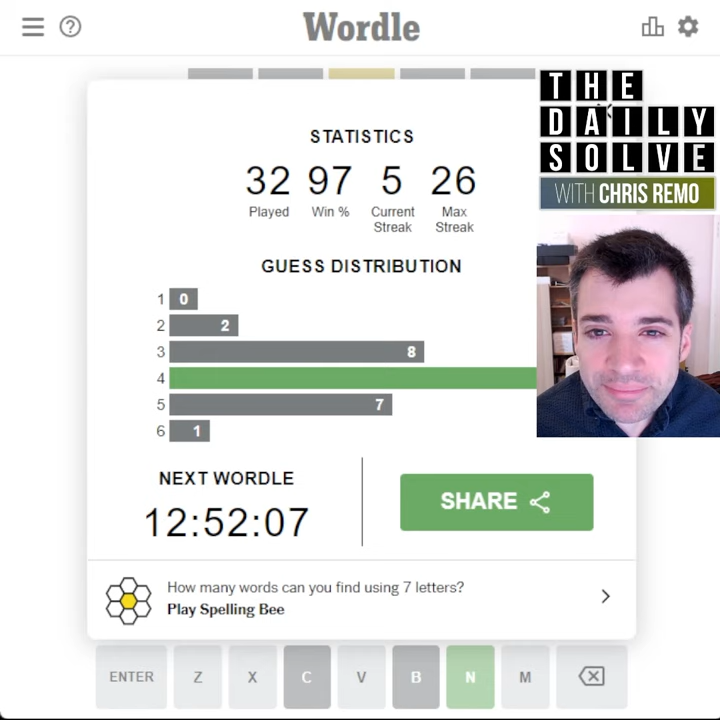 Wordle
THE
DAILY
SOLVE
WITH CHRIS REMO
STATISTICS
32 97 5 26
Played Win % Current Streak Max Streak
GUESS DISTRIBUTION
1 0
2 2
3 8
4
5 7
6 1
NEXT WORDLE
12:52:07
SHARE
How many words can you find using 7 letters?
Play Spelling Bee
ENTER Z X C V B N M